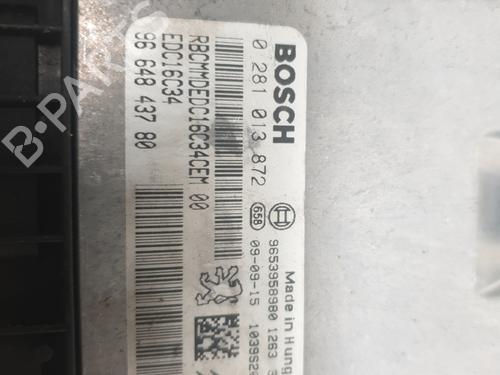 BOSCH
0 281 013 872
RBCMMDEDC16C34CEM 00
EDC16C34
96 648 437 80
658
9653958980 1263
09-09-15
Made in Hung
B-PARTS